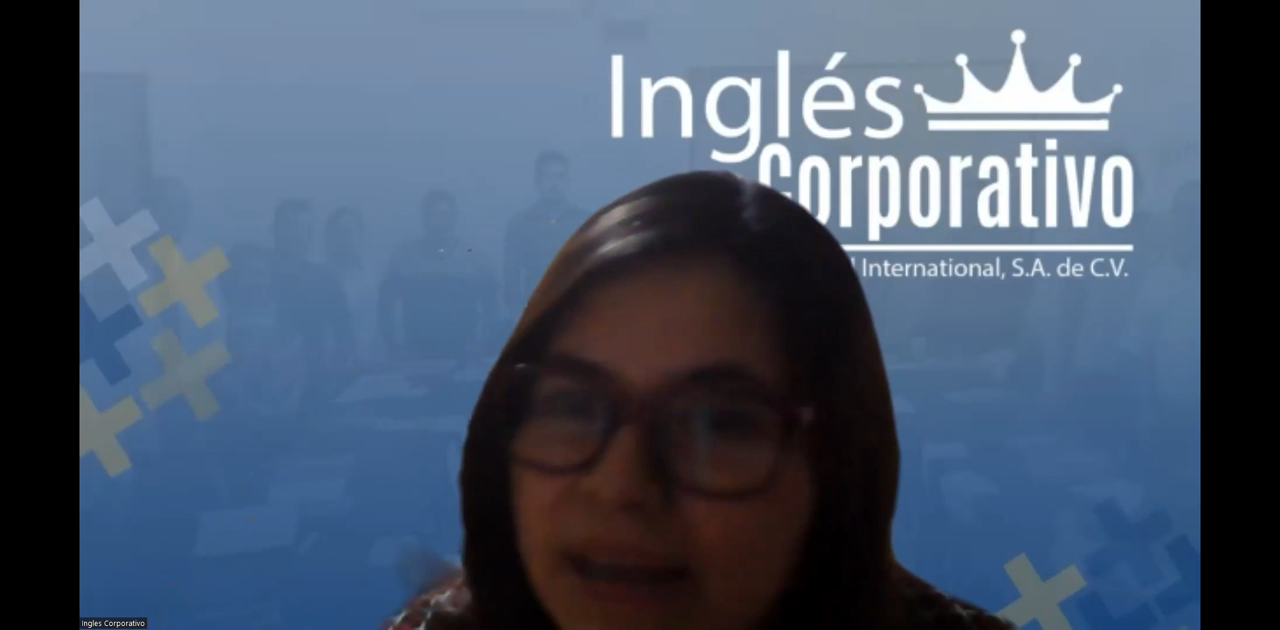 Inglés
Corporativo
International, S.A. de C.V.
Ingles Corporativo